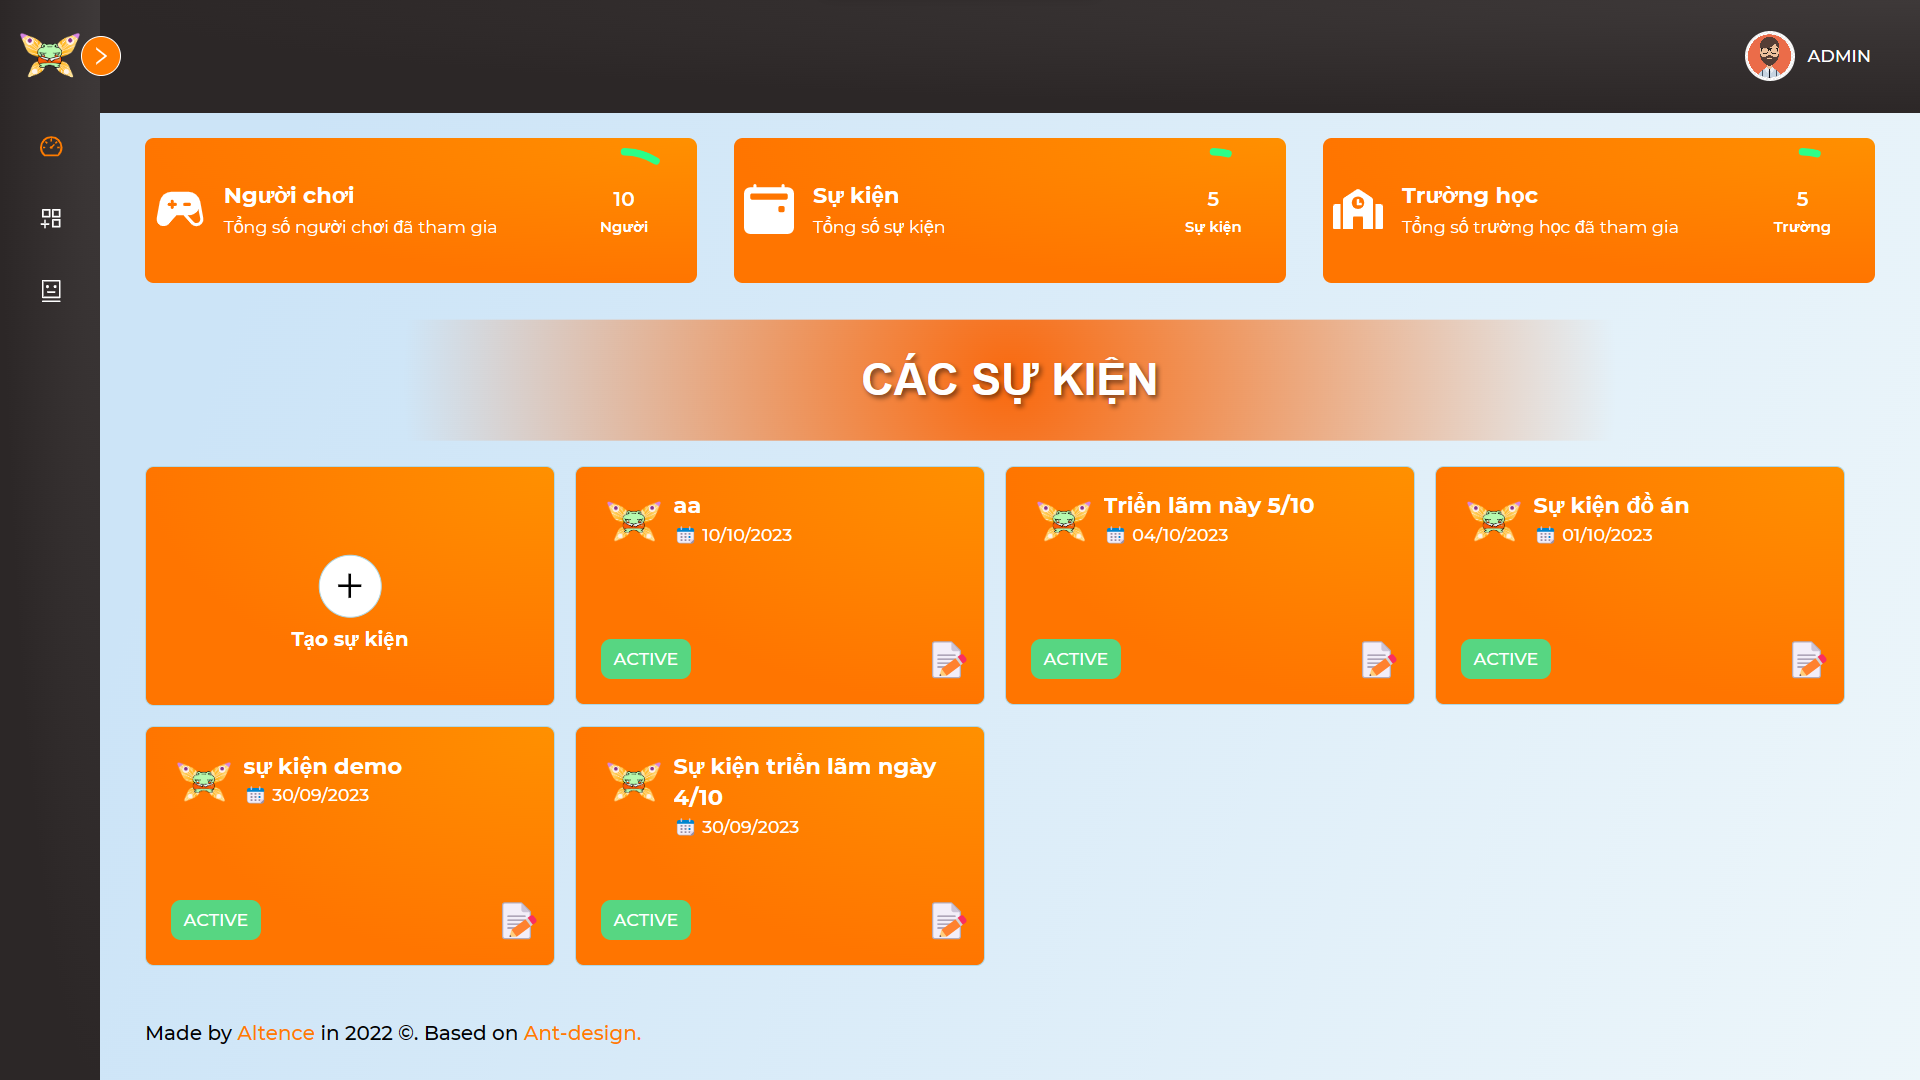 ADMIN
Người chơi
Tổng số người chơi đã tham gia
10
Người
Sự kiện
Tổng số sự kiện
5
Sự kiện
Trường học
Tổng số trường học đã tham gia
5
Trường
CÁC SỰ KIỆN
Tạo sự kiện
aa
10/10/2023
ACTIVE
Triển lãm này 5/10
04/10/2023
ACTIVE
Sự kiện đồ án
01/10/2023
ACTIVE
sự kiện demo
30/09/2023
ACTIVE
Sự kiện triển lãm ngày
4/10
30/09/2023
ACTIVE
Made by Altence in 2022 ©. Based on Ant-design.